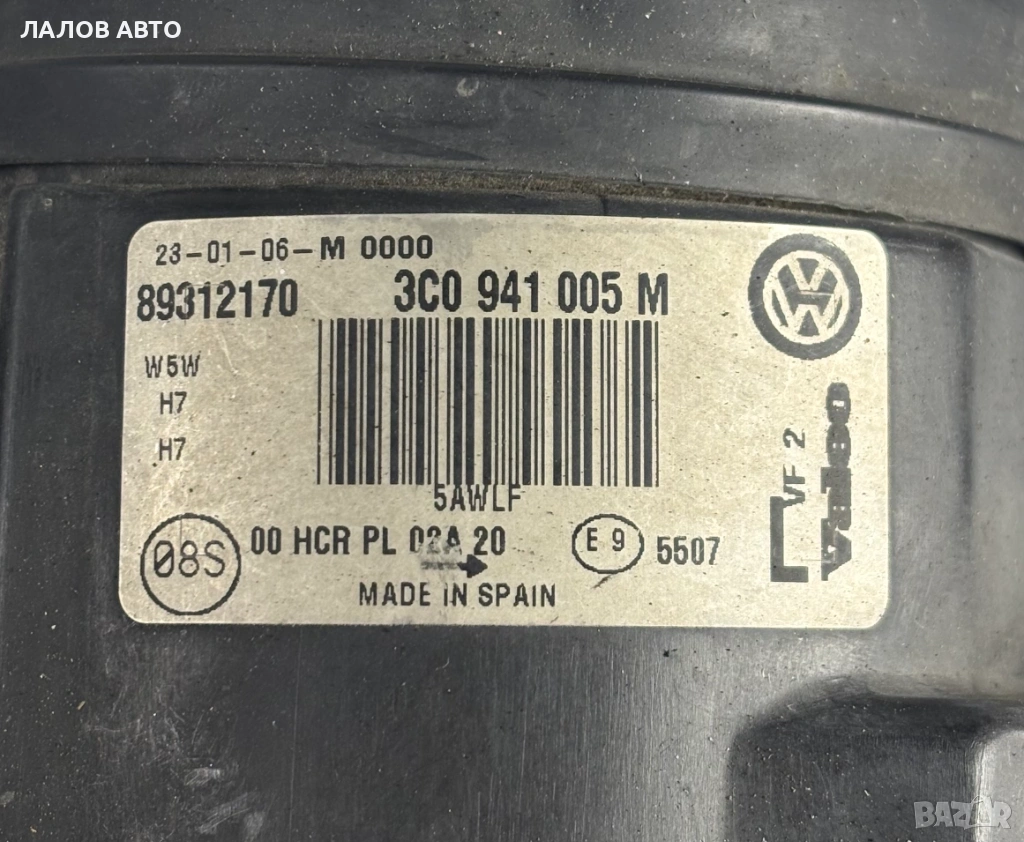 ЛАЛОВ АВТО
23-01-06-M 0000
89312170 3C0 941 005 M
W5W
H7
H7
5AWLF
VF 2
Valeo
08S 00 HCR PL 02A 20 E 9 5507
MADE IN SPAIN
BAZAR